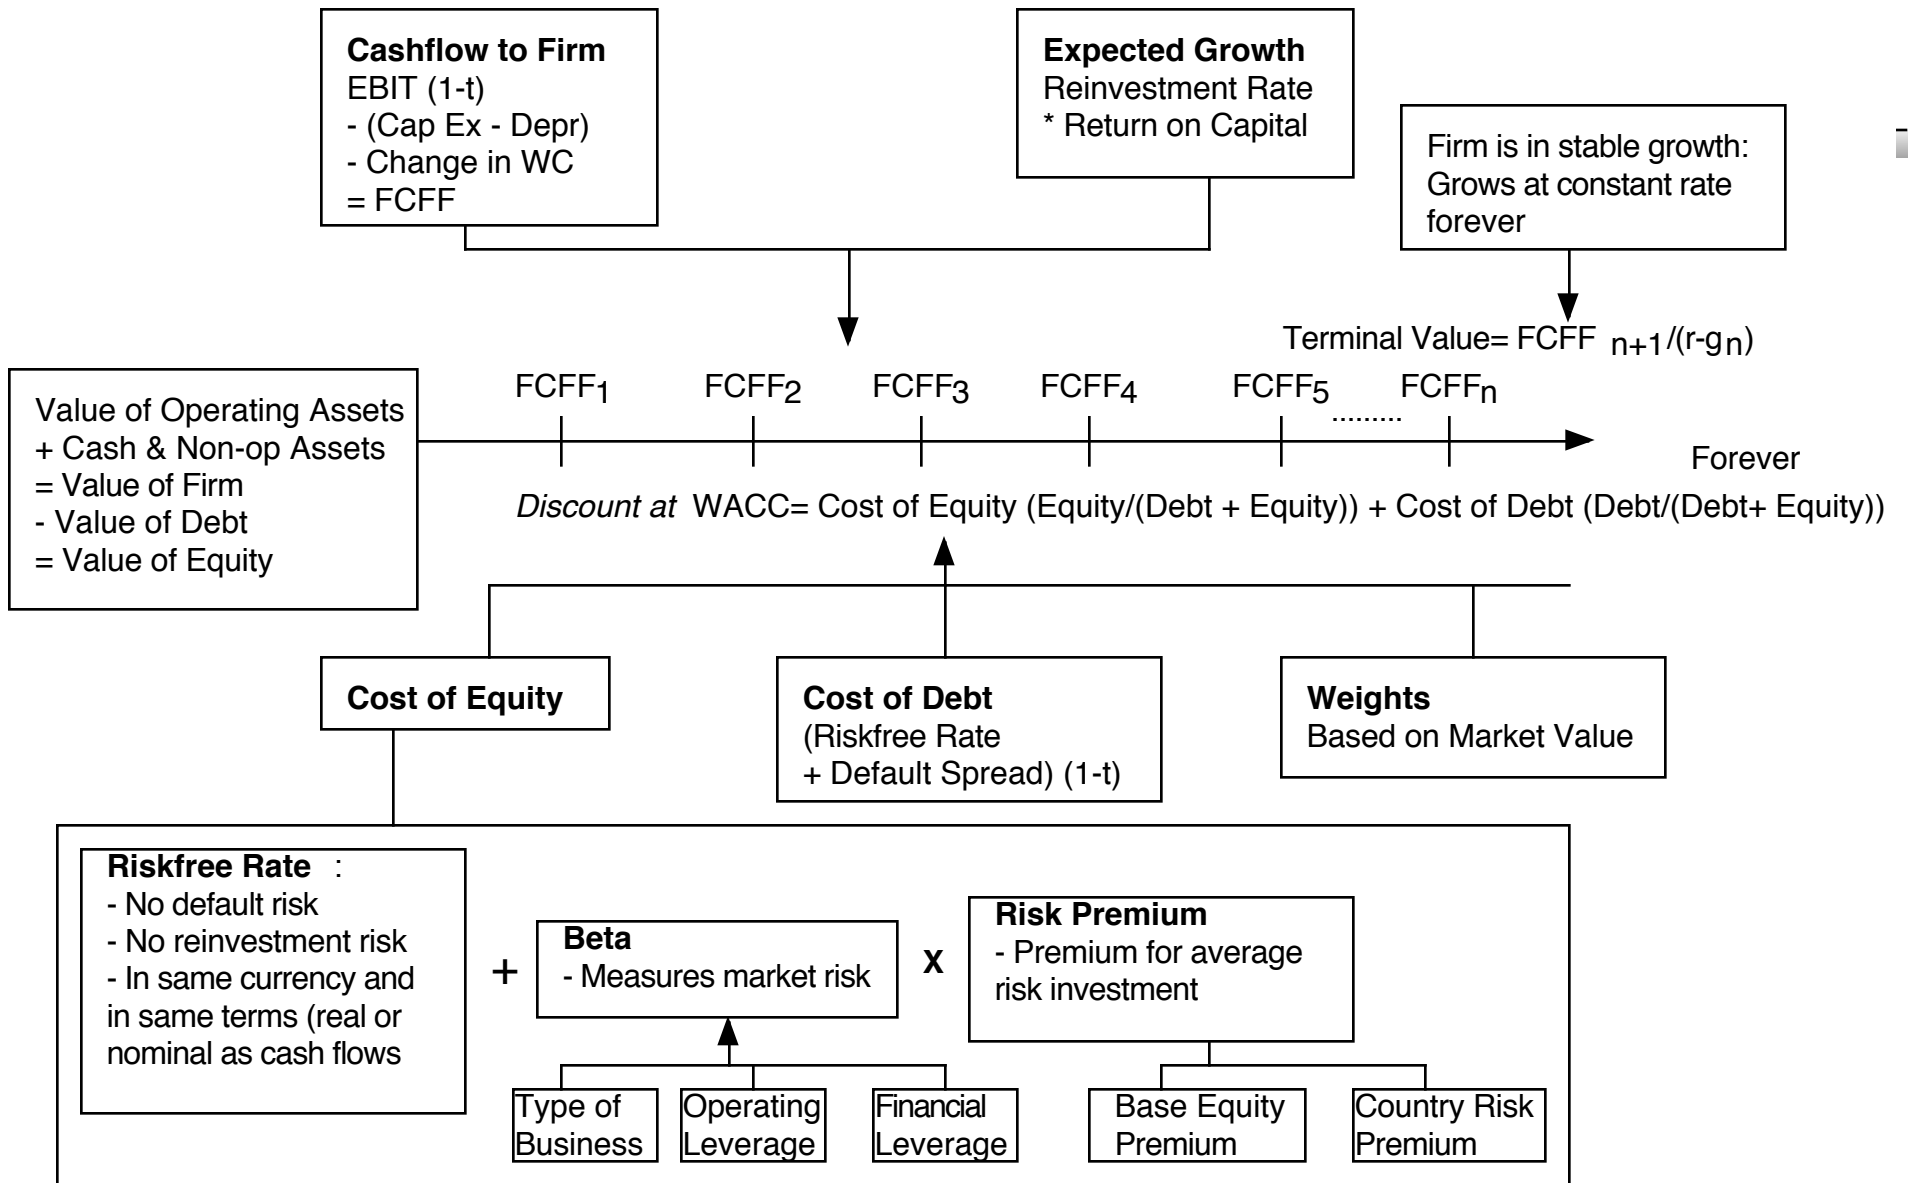 Cashflow to Firm
EBIT (1-t)
- (Cap Ex - Depr)
- Change in WC
= FCFF
Expected Growth
Reinvestment Rate
* Return on Capital
Firm is in stable growth:
Grows at constant rate
forever
Terminal Value= FCFF n+1/(r-gn)
FCFF1 FCFF2 FCFF3 FCFF4 FCFF5 ......... FCFFn
Forever
Value of Operating Assets
+ Cash & Non-op Assets
= Value of Firm
- Value of Debt
= Value of Equity
Discount at WACC= Cost of Equity (Equity/(Debt + Equity)) + Cost of Debt (Debt/(Debt+ Equity))
Cost of Equity
Cost of Debt
(Riskfree Rate
+ Default Spread) (1-t)
Weights
Based on Market Value
Riskfree Rate :
- No default risk
- No reinvestment risk
- In same currency and
in same terms (real or
nominal as cash flows
+
Beta
- Measures market risk
X
Risk Premium
- Premium for average
risk investment
Type of
Business
Operating
Leverage
Financial
Leverage
Base Equity
Premium
Country Risk
Premium